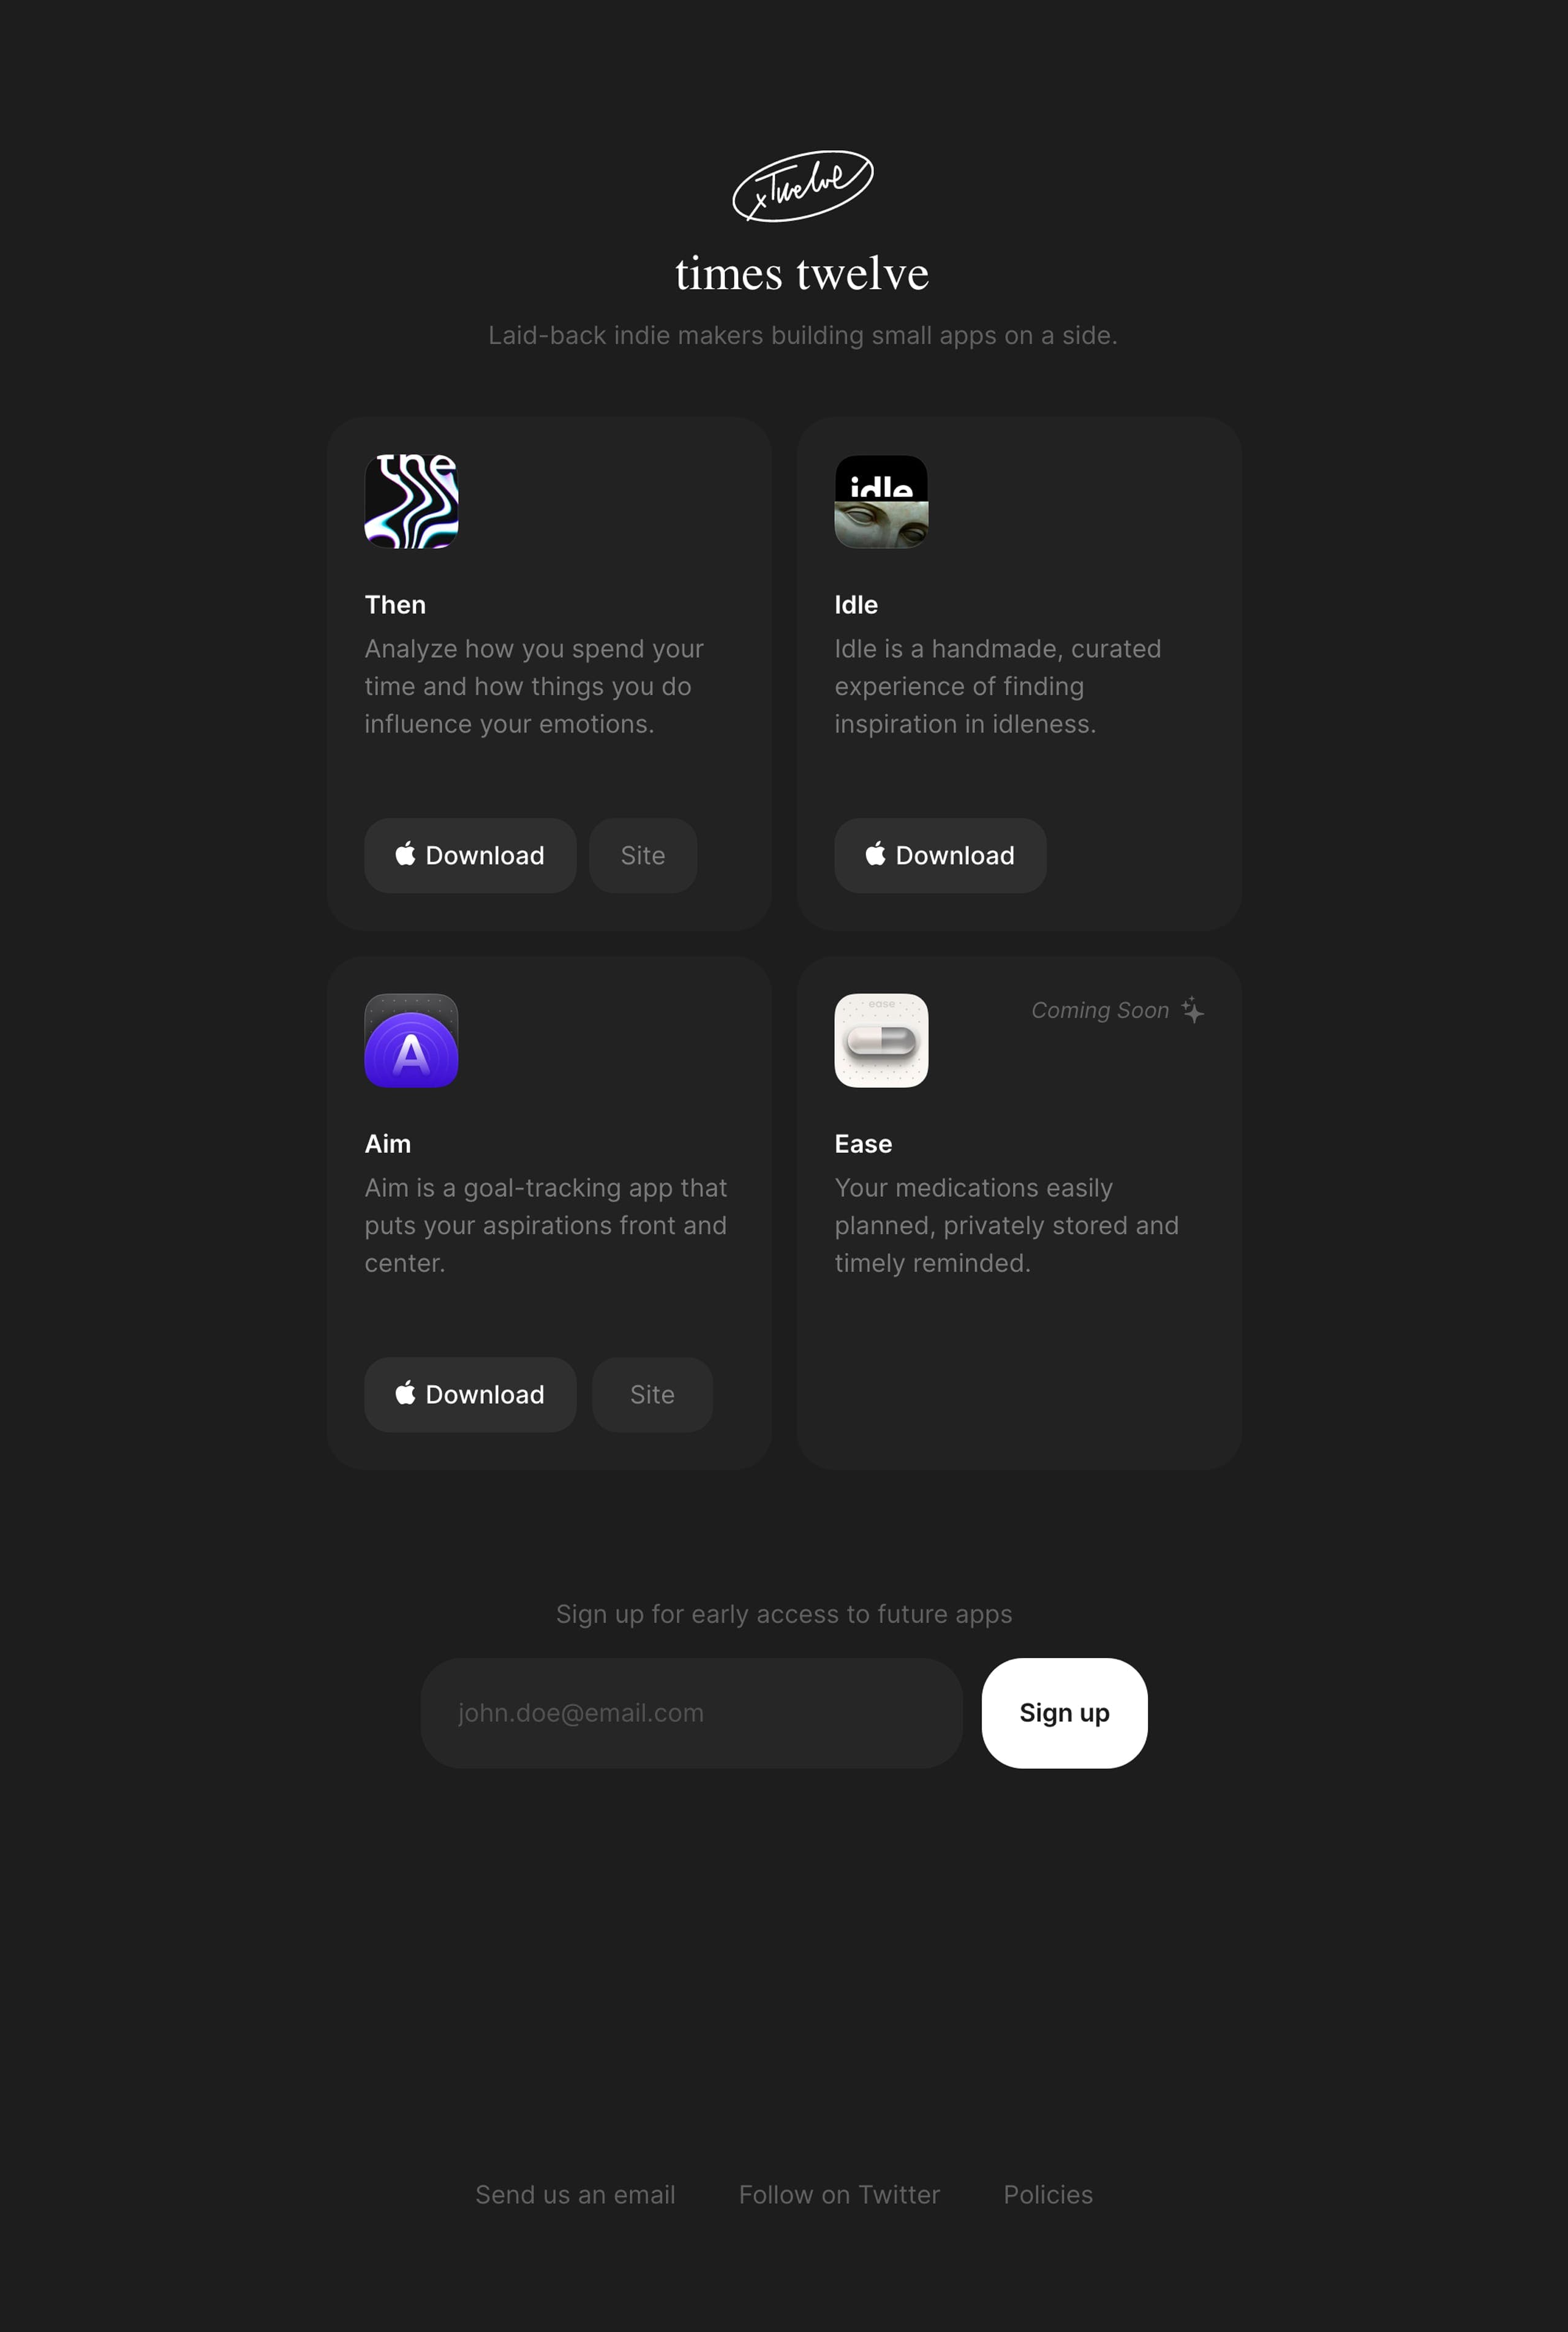 xTwelve
times twelve
Laid-back indie makers building small apps on a side.
the
idle
Then
Analyze how you spend your
time and how things you do
influence your emotions.
Download
Site
Idle
Idle is a handmade, curated
experience of finding
inspiration in idleness.
Download
A
Aim
Aim is a goal-tracking app that
puts your aspirations front and
center.
Download
Site
ease
Coming Soon
Ease
Your medications easily
planned, privately stored and
timely reminded.
Sign up for early access to future apps
john.doe@email.com
Sign up
Send us an email
Follow on Twitter
Policies